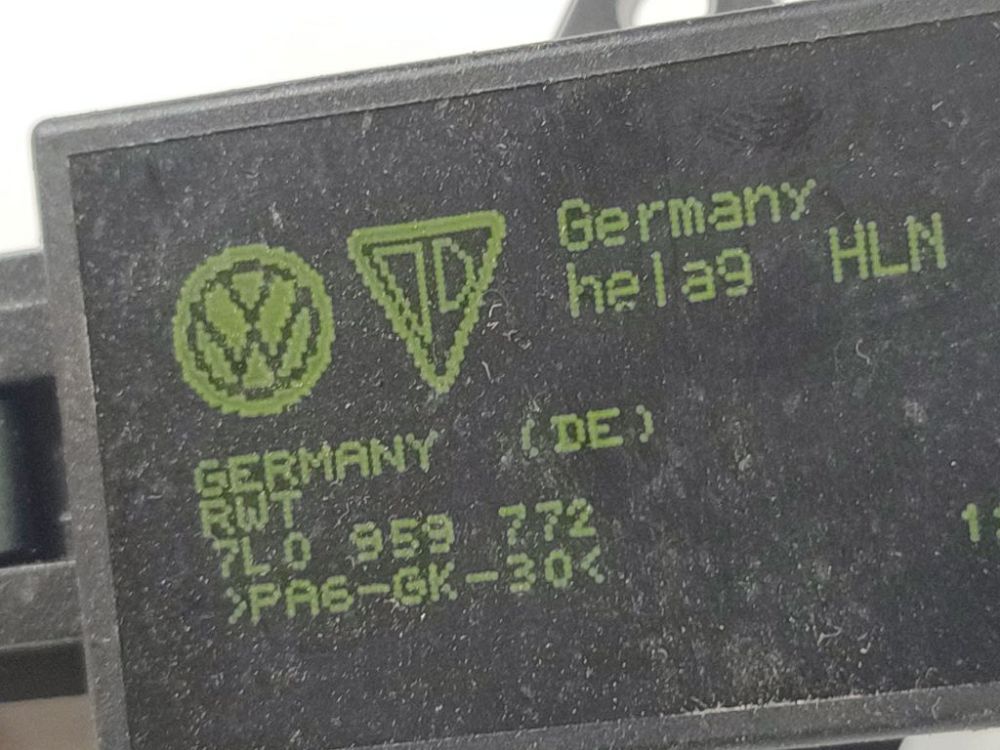 Germany
helag HLN
GERMANY (DE)
RWT
7L0 959 772
>PA6-GK-30<